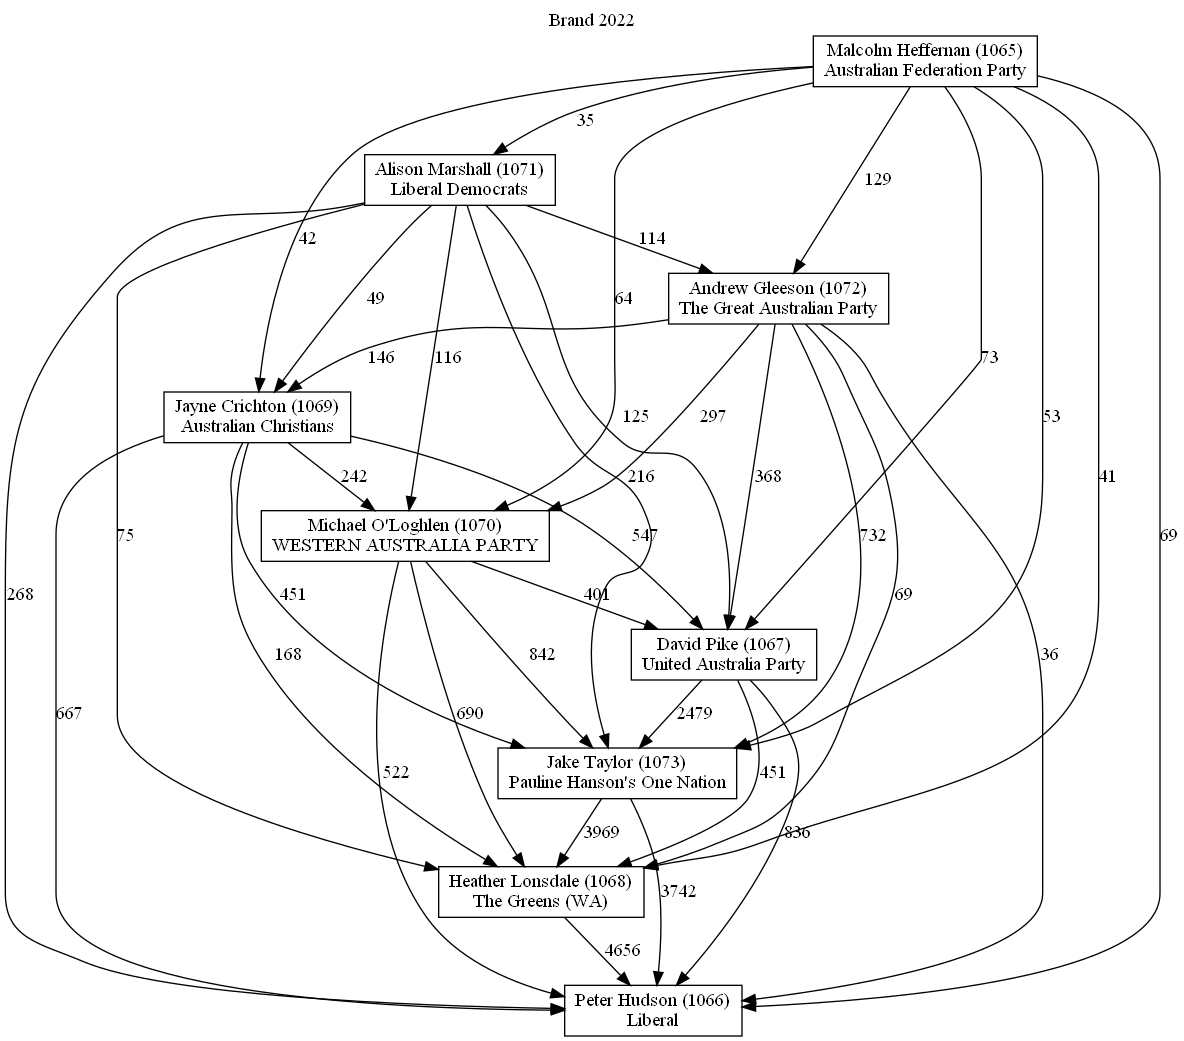 Brand 2022
Malcolm Heffernan (1065)
Australian Federation Party
35
Alison Marshall (1071)
Liberal Democrats
129
42
114
49
64
Andrew Gleeson (1072)
The Great Australian Party
146
116
73
Jayne Crichton (1069)
Australian Christians
125
297
53
242
216
368
41
Michael O'Loghlen (1070)
WESTERN AUSTRALIA PARTY
75
547
732
69
268
451
401
69
David Pike (1067)
United Australia Party
168
842
36
667
690
2479
Jake Taylor (1073)
Pauline Hanson's One Nation
522
451
3969
836
Heather Lonsdale (1068)
The Greens (WA)
3742
4656
Peter Hudson (1066)
Liberal